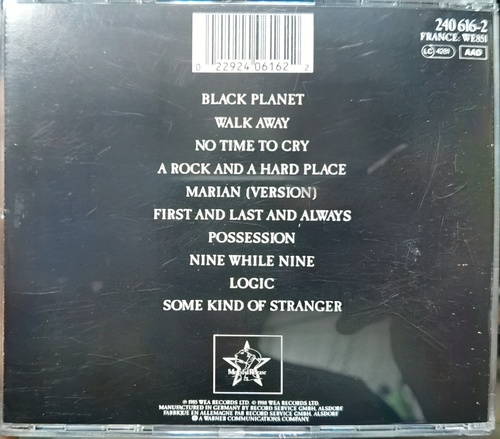 240 616-2
FRANCE: WE851
LC 4281 AAD
0 22924 06162 2
BLACK PLANET
WALK AWAY
NO TIME TO CRY
A ROCK AND A HARD PLACE
MARIAN (VERSION)
FIRST AND LAST AND ALWAYS
POSSESSION
NINE WHILE NINE
LOGIC
SOME KIND OF STRANGER
Merciful Release
℗ 1985 WEA RECORDS LTD. © 1988 WEA RECORDS LTD.
MANUFACTURED IN GERMANY BY RECORD SERVICE GMBH, ALSDORF
FABRIQUE EN ALLEMAGNE PAR RECORD SERVICE GMBH, ALSDORF
A WARNER COMMUNICATIONS COMPANY